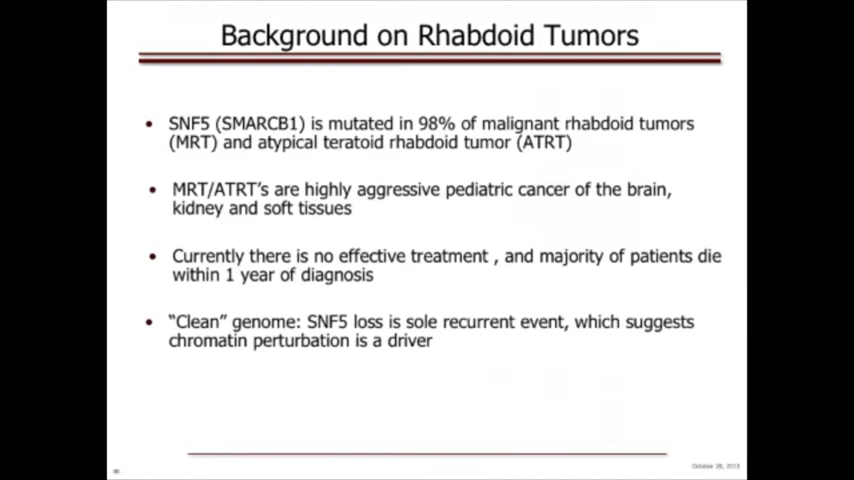 Background on Rhabdoid Tumors
• SNF5 (SMARCB1) is mutated in 98% of malignant rhabdoid tumors
(MRT) and atypical teratoid rhabdoid tumor (ATRT)
• MRT/ATRT's are highly aggressive pediatric cancer of the brain,
kidney and soft tissues
• Currently there is no effective treatment , and majority of patients die
within 1 year of diagnosis
• “Clean” genome: SNF5 loss is sole recurrent event, which suggests
chromatin perturbation is a driver